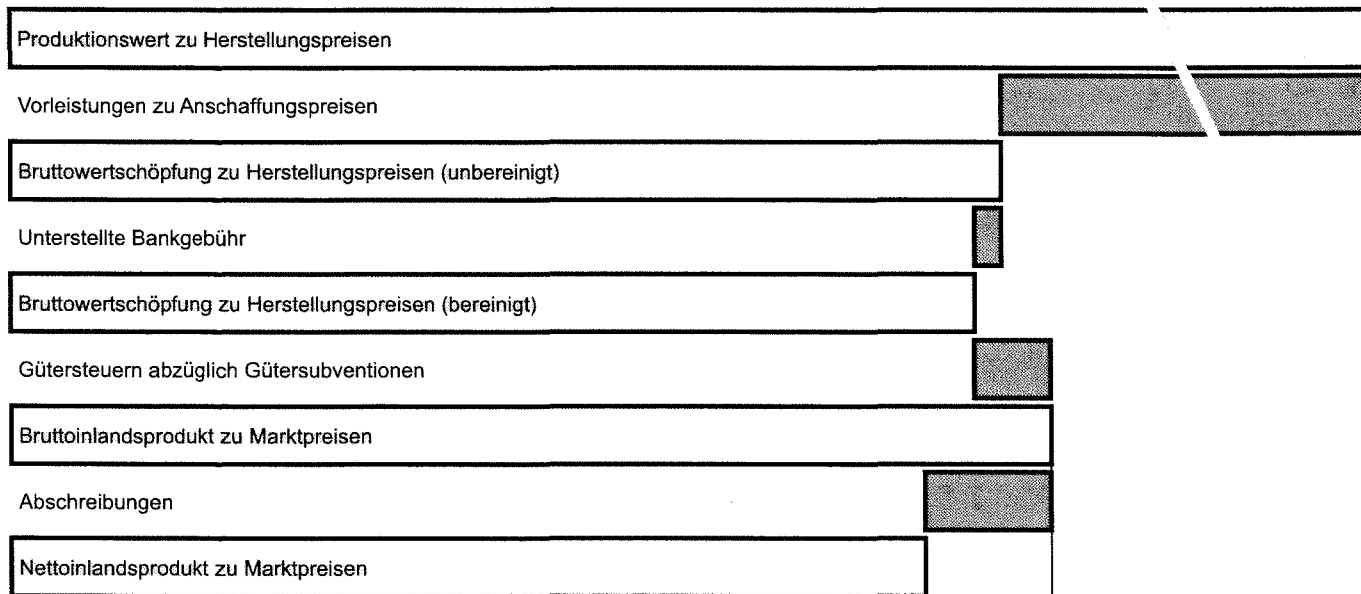 Produktionswert zu Herstellungspreisen
Vorleistungen zu Anschaffungspreisen
Bruttowertschöpfung zu Herstellungspreisen (unbereinigt)
Unterstellte Bankgebühr
Bruttowertschöpfung zu Herstellungspreisen (bereinigt)
Gütersteuern abzüglich Gütersubventionen
Bruttoinlandsprodukt zu Marktpreisen
Abschreibungen
Nettoinlandsprodukt zu Marktpreisen